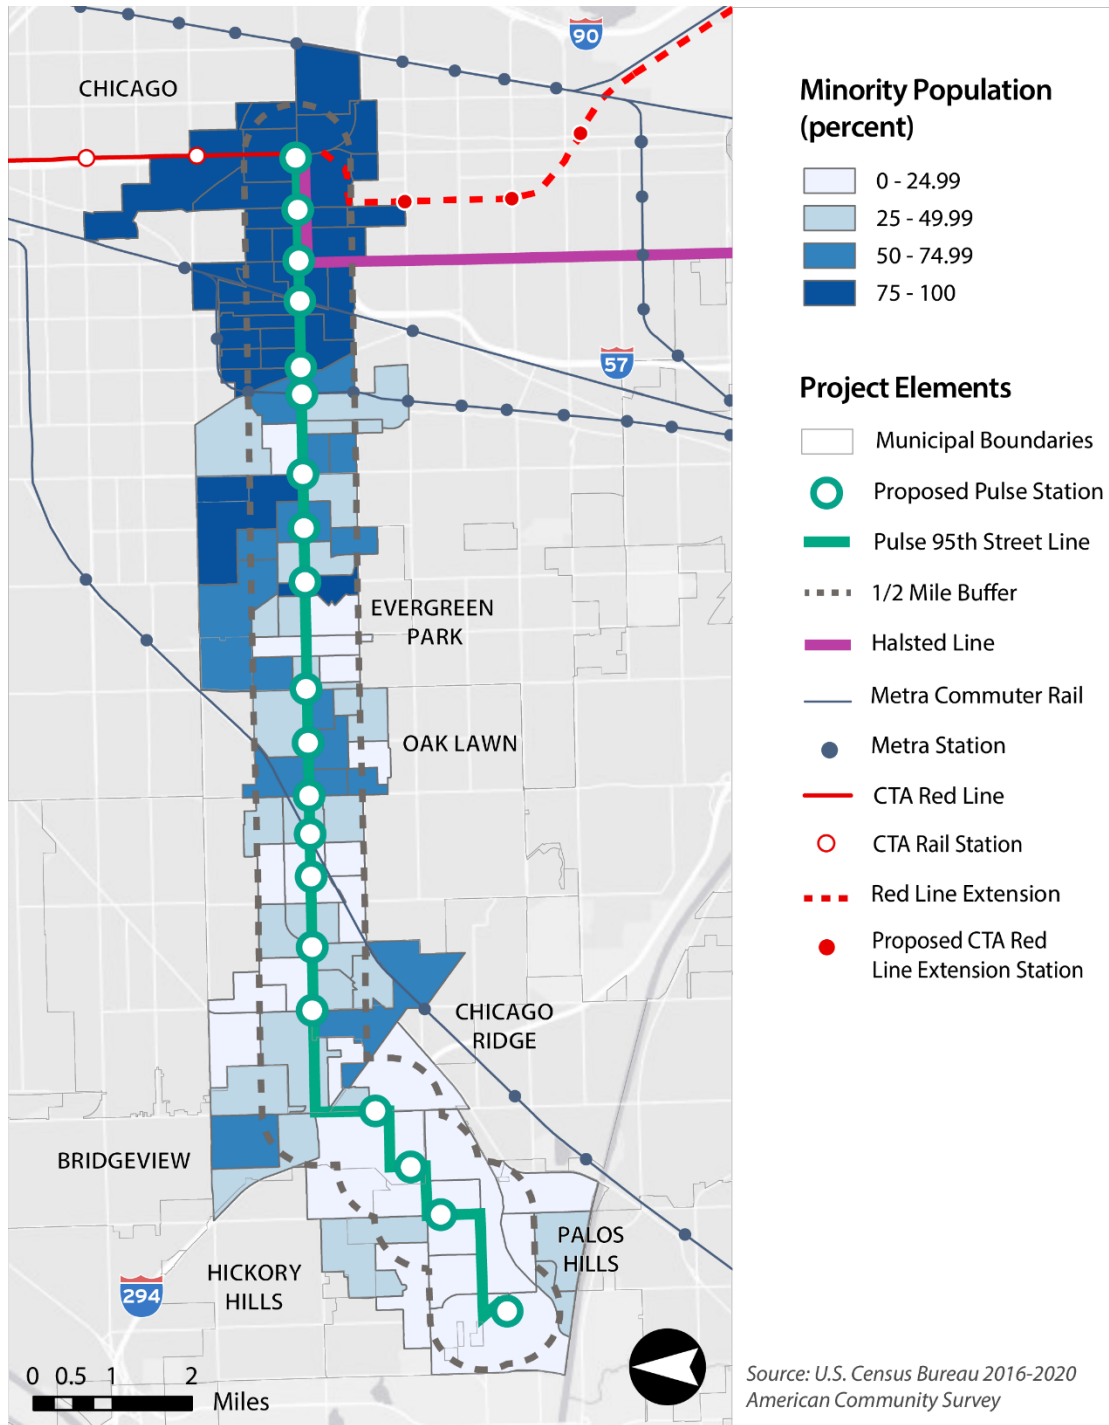 90
CHICAGO
57
EVERGREEN
PARK
OAK LAWN
CHICAGO
RIDGE
BRIDGEVIEW
PALOS
HILLS
HICKORY
HILLS
294
0 0.5 1 2
Miles
Minority Population
(percent)
0 - 24.99
25 - 49.99
50 - 74.99
75 - 100
Project Elements
Municipal Boundaries
Proposed Pulse Station
Pulse 95th Street Line
1/2 Mile Buffer
Halsted Line
Metra Commuter Rail
Metra Station
CTA Red Line
CTA Rail Station
Red Line Extension
Proposed CTA Red
Line Extension Station
Source: U.S. Census Bureau 2016-2020
American Community Survey